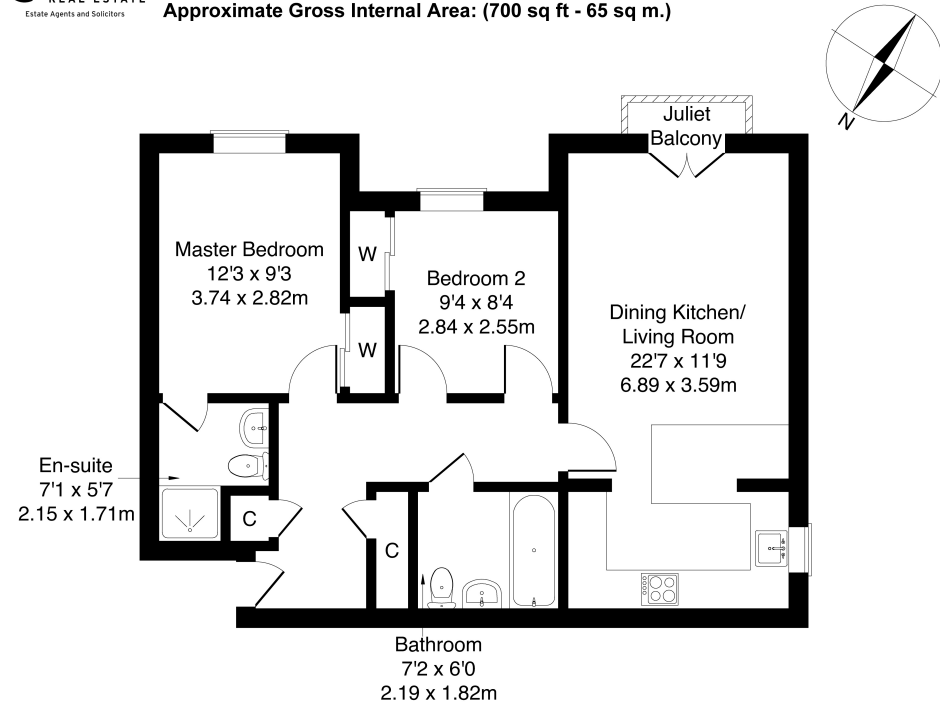 REAL ESTATE
Estate Agents and Solicitors
Approximate Gross Internal Area: (700 sq ft - 65 sq m.)
N
Juliet
Balcony
Master Bedroom
12'3 x 9'3
3.74 x 2.82m
W
W
Bedroom 2
9'4 x 8'4
2.84 x 2.55m
Dining Kitchen/
Living Room
22'7 x 11'9
6.89 x 3.59m
En-suite
7'1 x 5'7
2.15 x 1.71m
C
C
Bathroom
7'2 x 6'0
2.19 x 1.82m